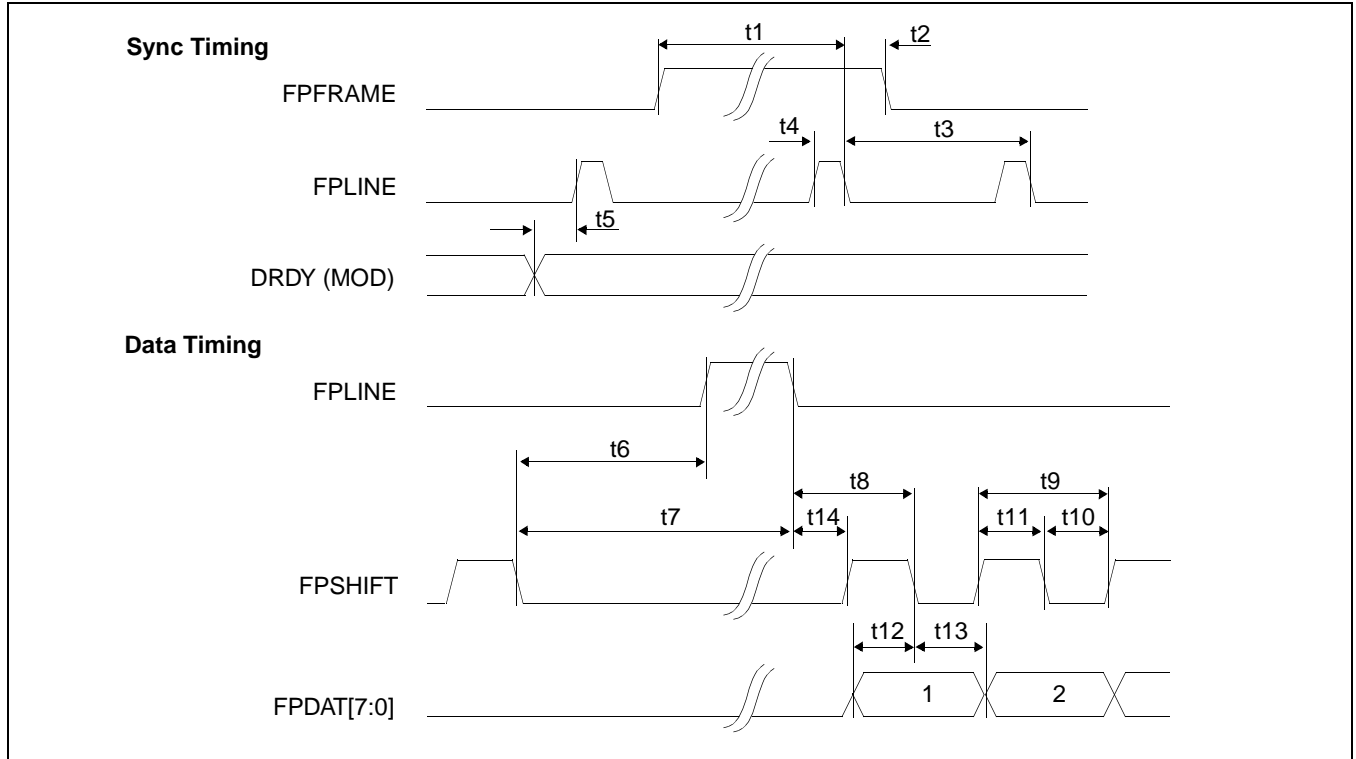 Sync Timing
t1
t2
FPFRAME
t4
t3
FPLINE
t5
DRDY (MOD)
Data Timing
FPLINE
t6
t8
t9
t7
t14
t11
t10
FPSHIFT
t12
t13
FPDAT[7:0]
1
2